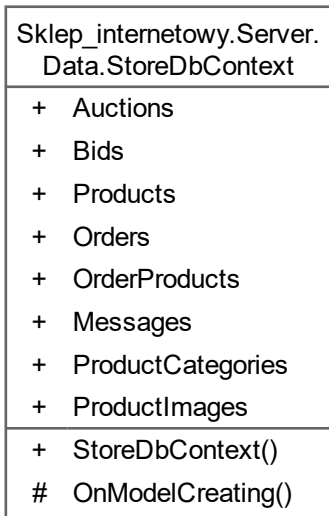 Sklep_internetowy.Server.
Data.StoreDbContext
+ Auctions
+ Bids
+ Products
+ Orders
+ OrderProducts
+ Messages
+ ProductCategories
+ ProductImages
+ StoreDbContext()
# OnModelCreating()